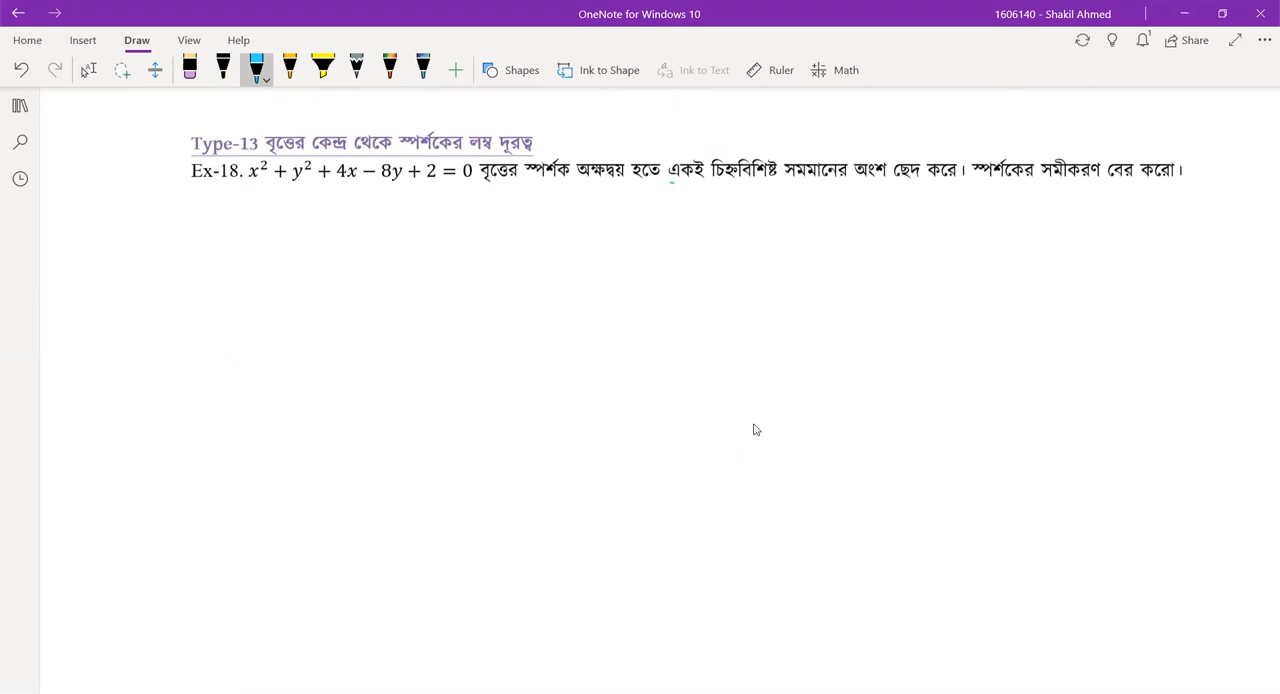 OneNote for Windows 10
1606140 - Shakil Ahmed
Home Insert Draw View Help
1 Share
Shapes Ink to Shape Ink to Text Ruler Math
Type-13 বৃত্তের কেন্দ্র থেকে স্পর্শকের লম্ব দূরত্ব
Ex-18. x² + y² + 4x − 8y + 2 = 0 বৃত্তের স্পর্শক অক্ষদ্বয় হতে একই চিহ্নবিশিষ্ট সমমানের অংশ ছেদ করে। স্পর্শকের সমীকরণ বের করো।